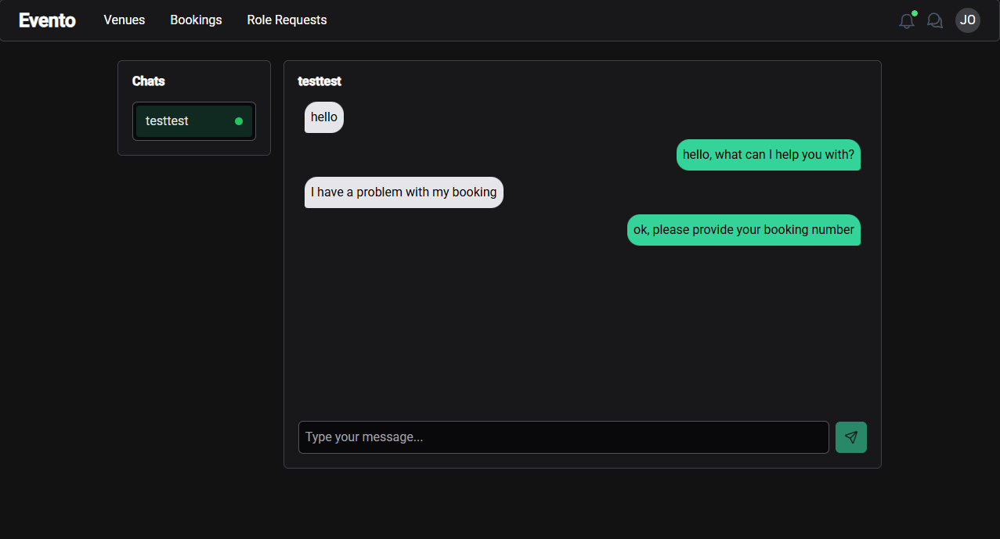 Evento Venues Bookings Role Requests JO
Chats
testtest
testtest
hello
hello, what can I help you with?
I have a problem with my booking
ok, please provide your booking number
Type your message...